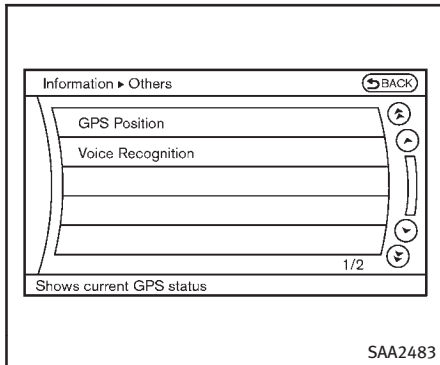 Information ▸ Others BACK
GPS Position
Voice Recognition
1/2
Shows current GPS status
SAA2483